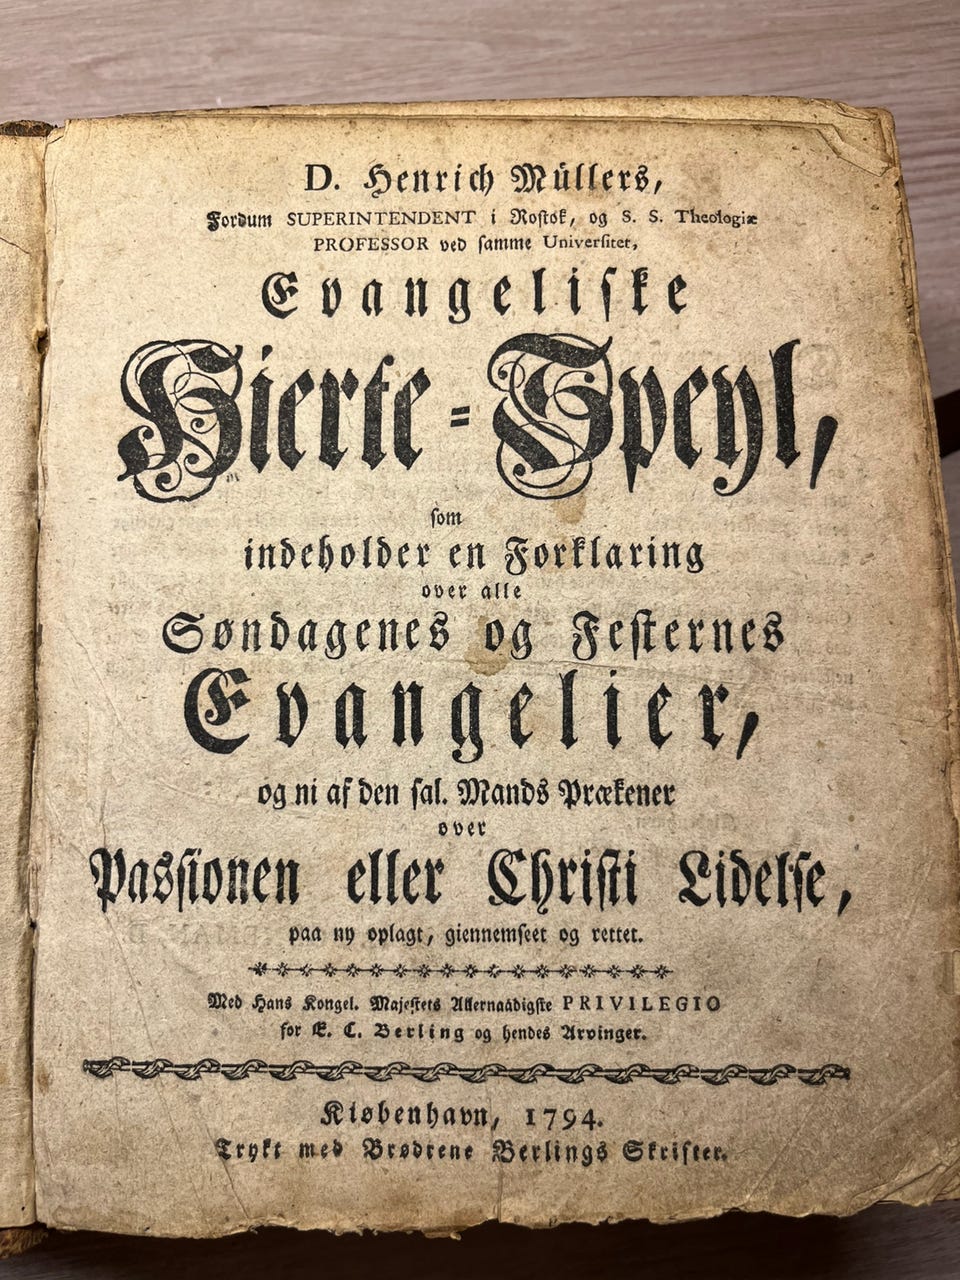 D. Henrich Müllers,
Fordum SUPERINTENDENT i Rostok, og S. S. Theologiæ
PROFESSOR ved samme Universitet,
Evangeliske
Hierte-Speyl,
som
indeholder en Forklaring
over alle
Søndagenes og Festernes
Evangelier,
og ni af den sal. Mands Prækener
over
Passionen eller Christi Lidelse,
paa ny oplagt, giennemseet og rettet.
Med Hans Kongel. Majestets Allernaadigste PRIVILEGIO
for E. C. Berling og hendes Arvinger.
Kiøbenhavn, 1794.
Trykt med Brødrene Berlings Skrifter.